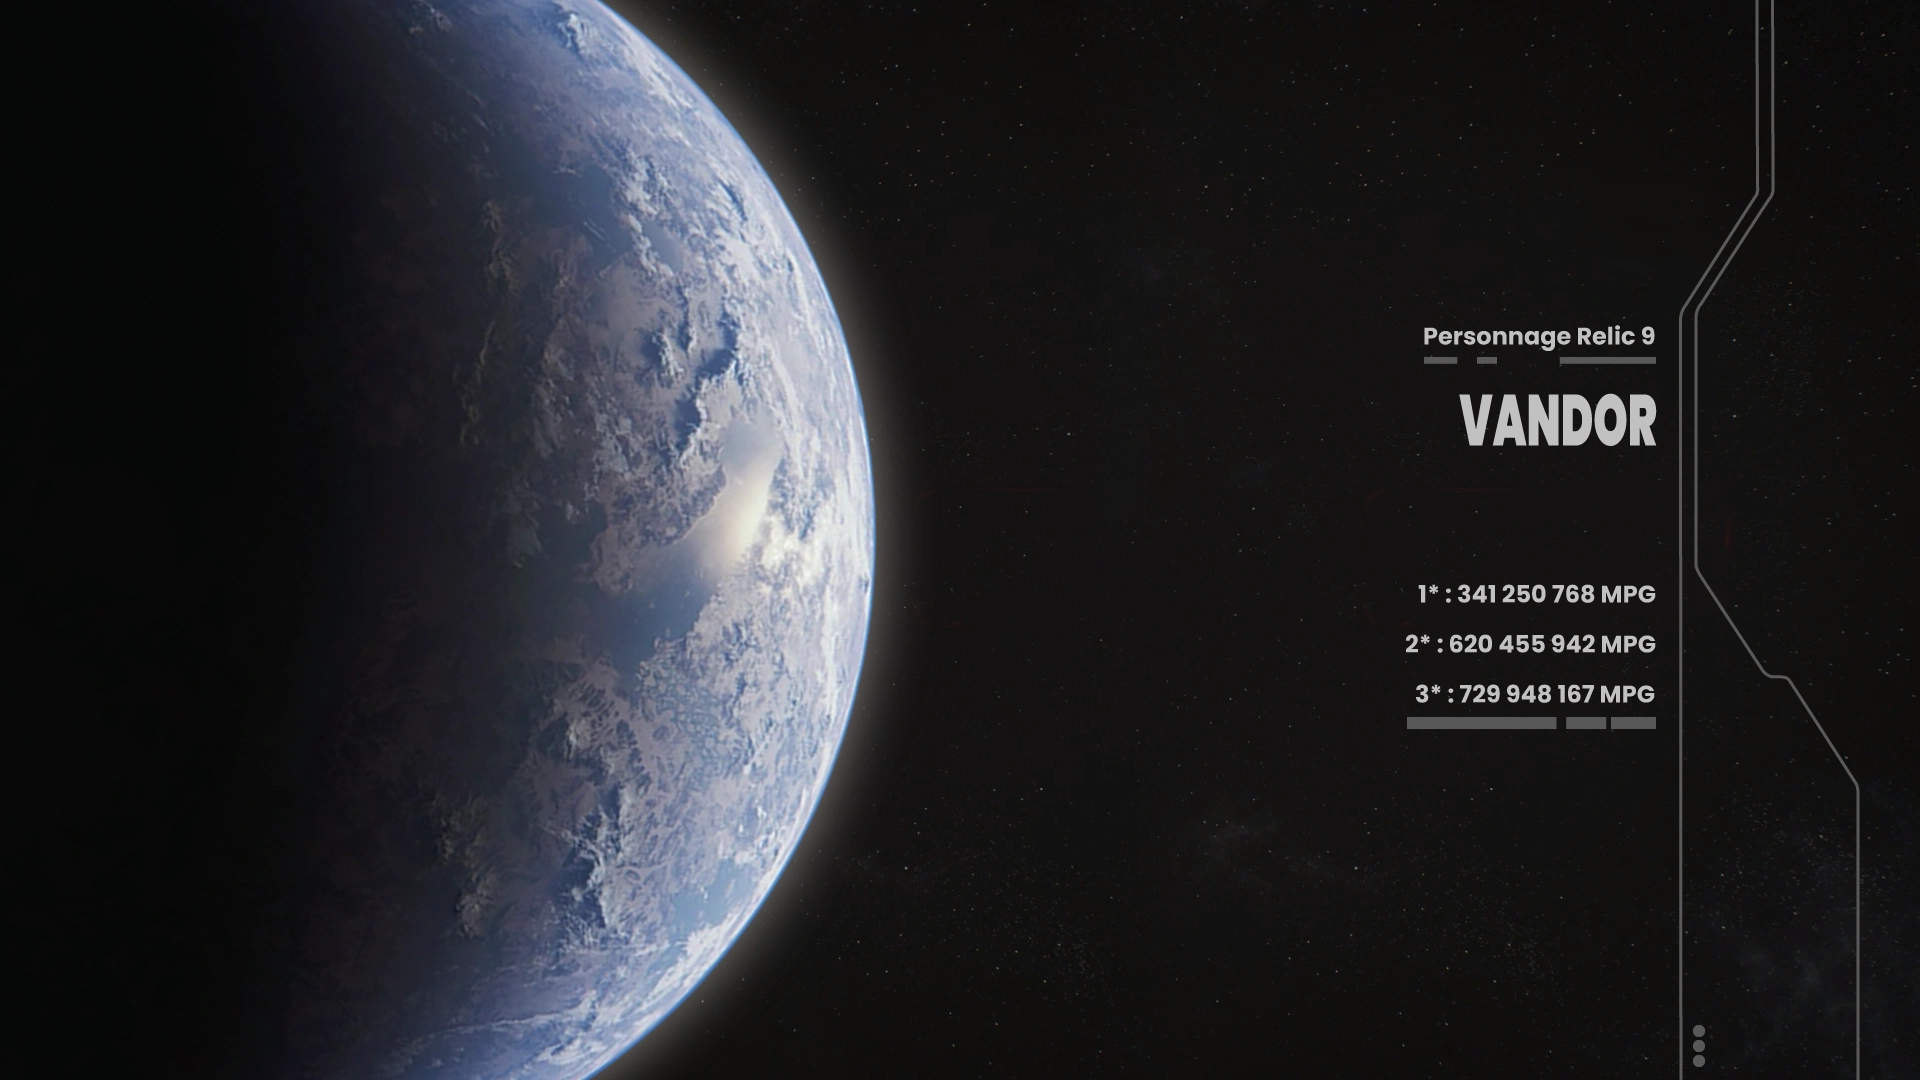 Personnage Relic 9
VANDOR
1* : 341 250 768 MPG
2* : 620 455 942 MPG
3* : 729 948 167 MPG